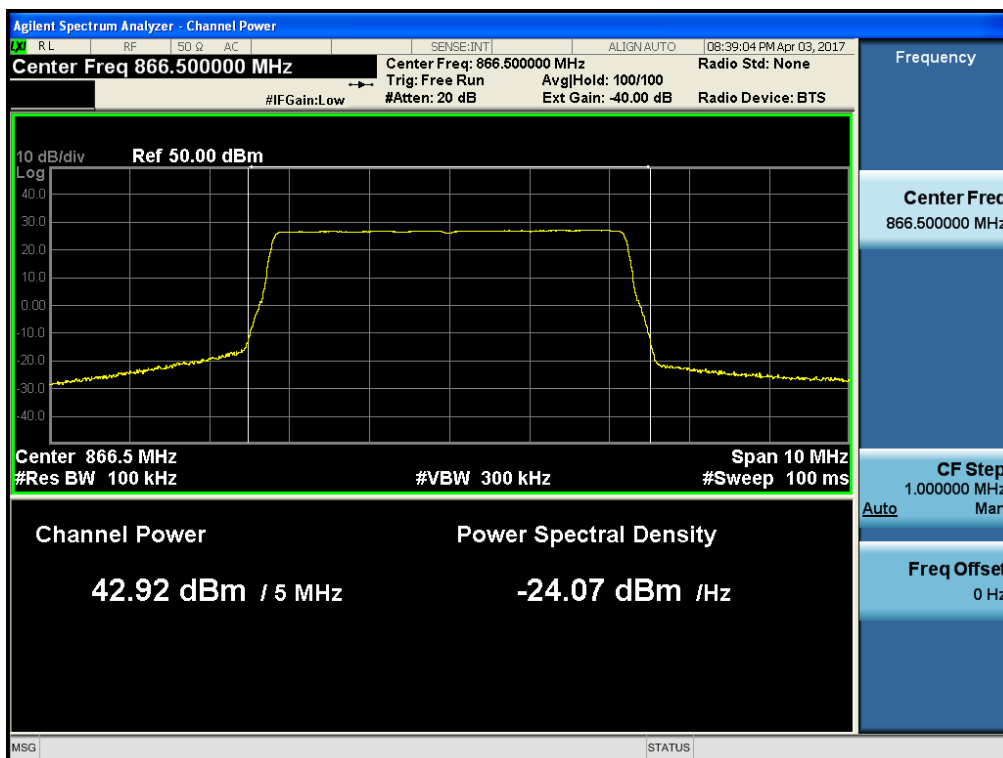 Agilent Spectrum Analyzer - Channel Power
LXI RL RF 50 Ω AC SENSE:INT ALIGN AUTO 08:39:04 PM Apr 03, 2017
Center Freq 866.500000 MHz
Center Freq: 866.500000 MHz Radio Std: None
Trig: Free Run Avg|Hold: 100/100
#IFGain:Low #Atten: 20 dB Ext Gain: -40.00 dB Radio Device: BTS
10 dB/div Ref 50.00 dBm
Log
40.0
30.0
20.0
10.0
0.00
-10.0
-20.0
-30.0
-40.0
Center 866.5 MHz Span 10 MHz
#Res BW 100 kHz #VBW 300 kHz #Sweep 100 ms
Channel Power Power Spectral Density
42.92 dBm / 5 MHz -24.07 dBm /Hz
MSG STATUS
Frequency
Center Freq
866.500000 MHz
CF Step
1.000000 MHz
Auto Man
Freq Offset
0 Hz